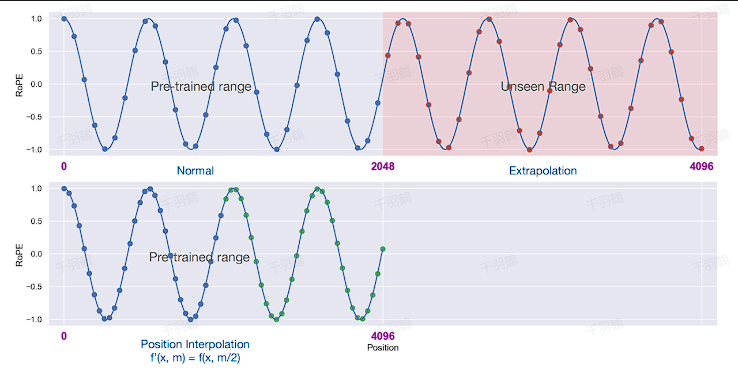 1.0
0.5
0.0
−0.5
−1.0
RoPE
Pre-trained range
Unseen Range
0
2048
4096
Normal
Extrapolation
1.0
0.5
0.0
−0.5
−1.0
RoPE
Pre-trained range
0
4096
Position Interpolation
Position
f'(x, m) = f(x, m/2)